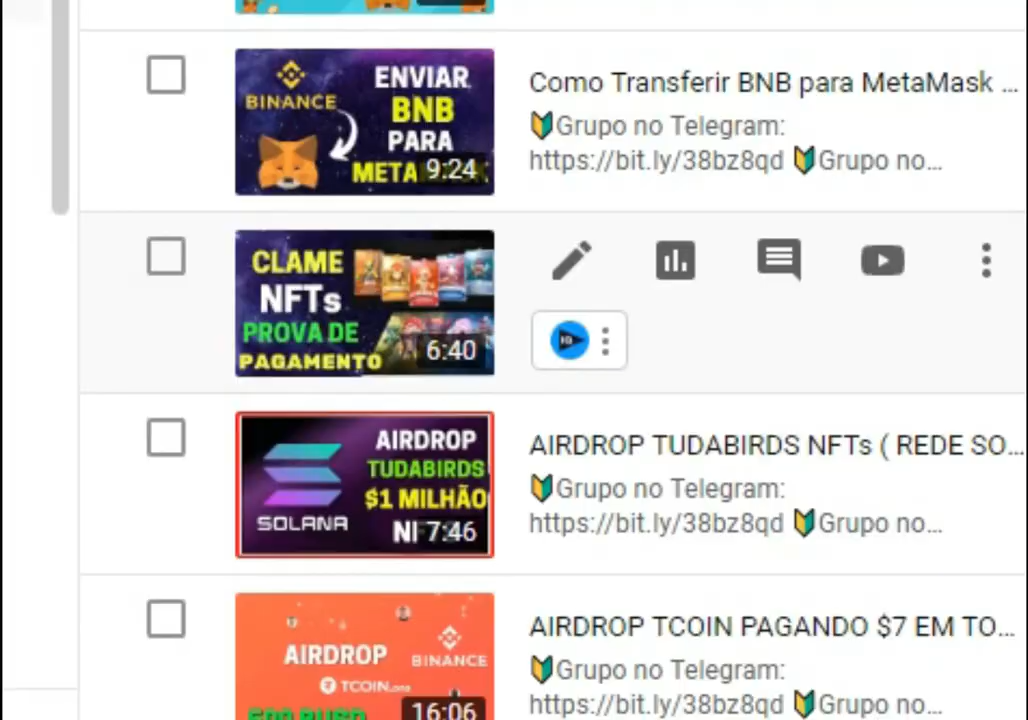 BINANCE
ENVIAR
BNB
PARA
META
9:24
Como Transferir BNB para MetaMask ...
Grupo no Telegram:
https://bit.ly/38bz8qd Grupo no...
CLAME
NFTs
PROVA DE
PAGAMENTO
6:40
AIRDROP
TUDABIRDS
$1 MILHÃO
SOLANA
7:46
AIRDROP TUDABIRDS NFTs ( REDE SO...
Grupo no Telegram:
https://bit.ly/38bz8qd Grupo no...
AIRDROP
BINANCE
TCOIN
16:06
AIRDROP TCOIN PAGANDO $7 EM TO...
Grupo no Telegram:
https://bit.ly/38bz8qd Grupo no...